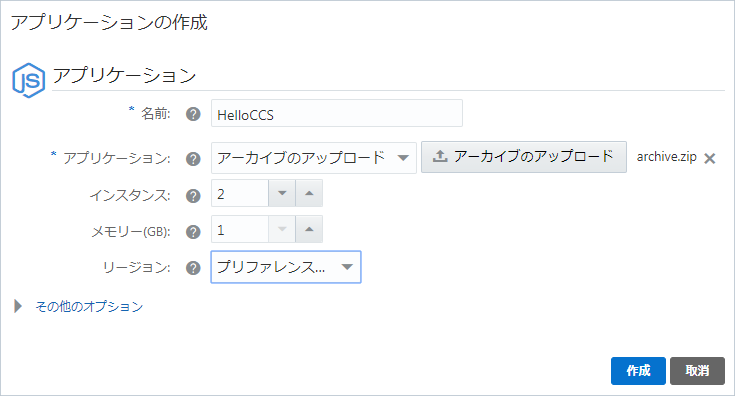 アプリケーションの作成
JS アプリケーション
* 名前: ? HelloCCS
* アプリケーション: ? アーカイブのアップロード アーカイブのアップロード archive.zip
インスタンス: ? 2
メモリー(GB): ? 1
リージョン: ? プリファレンス...
その他のオプション
作成 取消